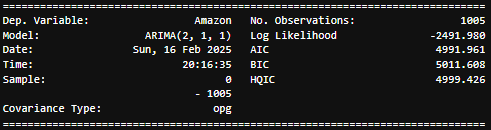 ==============================================================================
Dep. Variable:                 Amazon   No. Observations:                 1005
Model:                 ARIMA(2, 1, 1)   Log Likelihood               -2491.980
Date:                Sun, 16 Feb 2025   AIC                           4991.961
Time:                        20:16:35   BIC                           5011.608
Sample:                             0   HQIC                          4999.426
                               - 1005
Covariance Type:                  opg
==============================================================================